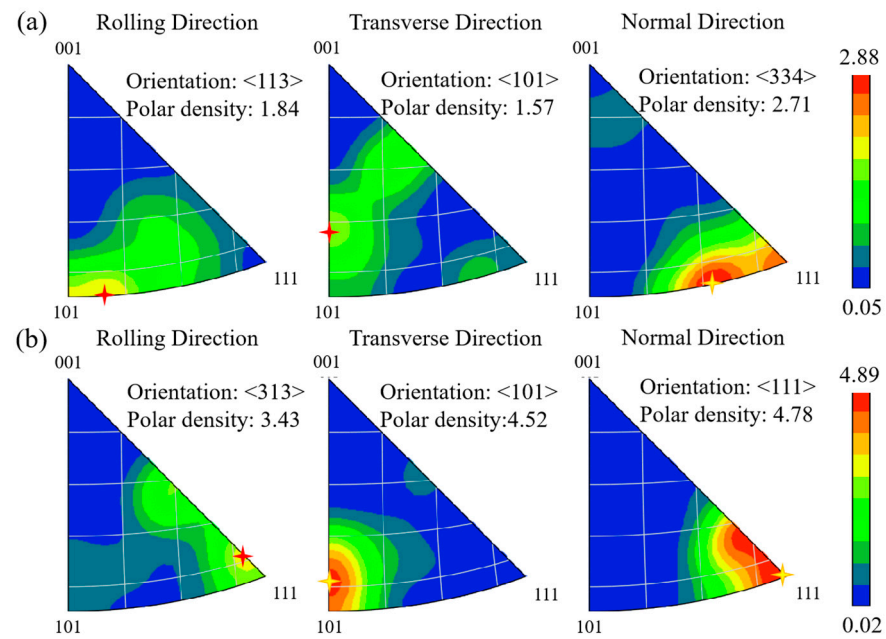 (a)
Rolling Direction
Transverse Direction
Normal Direction
001
001
001
2.88
Orientation: <113>
Polar density: 1.84
Orientation: <101>
Polar density: 1.57
Orientation: <334>
Polar density: 2.71
111
111
111
101
101
101
0.05
(b)
Rolling Direction
Transverse Direction
Normal Direction
001
001
001
4.89
Orientation: <313>
Polar density: 3.43
Orientation: <101>
Polar density:4.52
Orientation: <111>
Polar density: 4.78
111
111
111
101
101
101
0.02